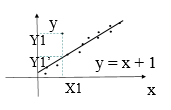 y
Y1
Y1'
y = x + 1
X1
x